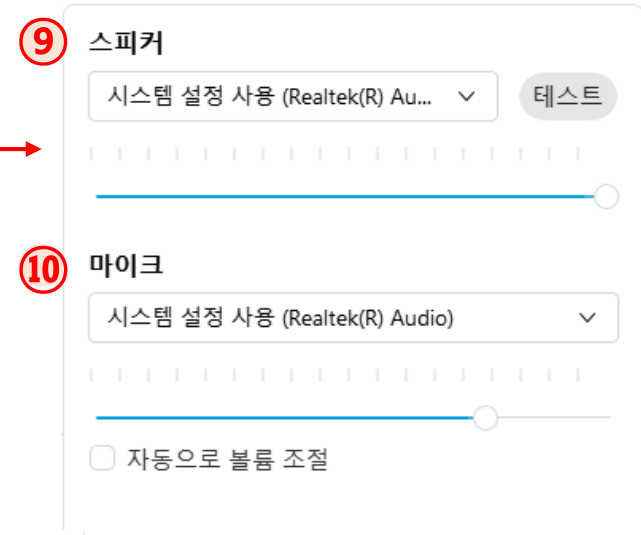 ⑨ 스피커
시스템 설정 사용 (Realtek(R) Au...
테스트
⑩ 마이크
시스템 설정 사용 (Realtek(R) Audio)
자동으로 볼륨 조절